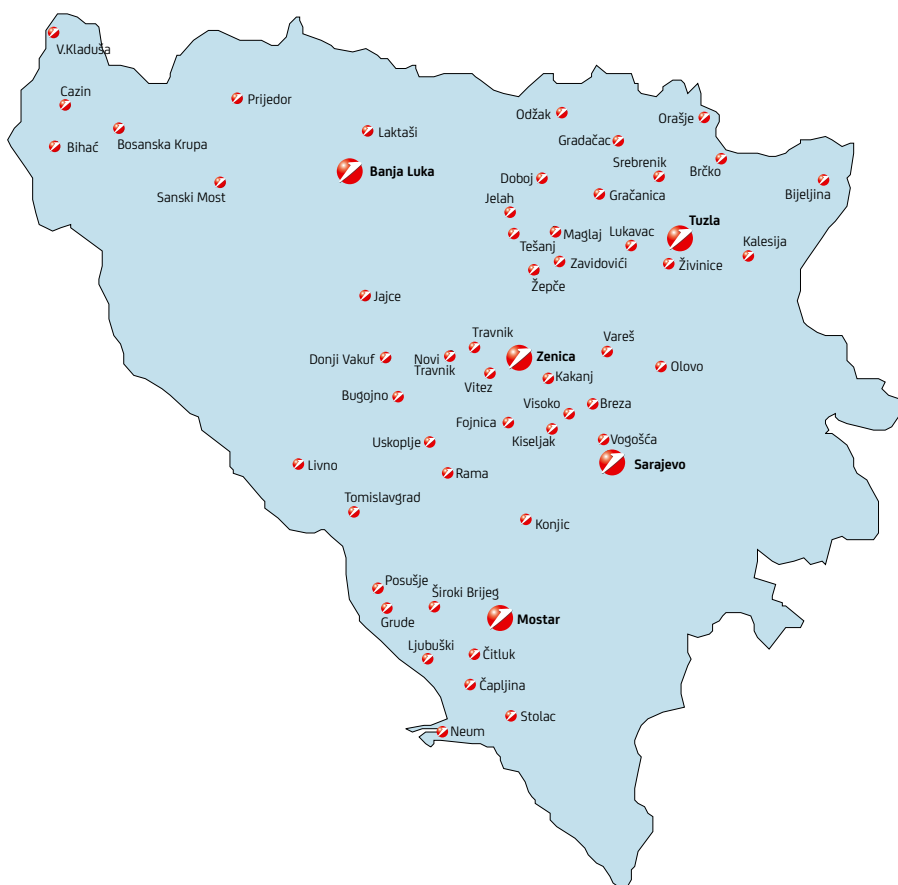 V.Kladuša
Cazin
Prijedor
Odžak
Orašje
Laktaši
Bosanska Krupa
Gradačac
Bihać
Srebrenik
Brčko
Banja Luka
Doboj
Sanski Most
Gračanica
Bijeljina
Jelah
Tuzla
Maglaj
Lukavac
Tešanj
Kalesija
Zavidovići
Živinice
Žepče
Jajce
Travnik
Vareš
Donji Vakuf
Novi
Travnik
Zenica
Olovo
Vitez
Kakanj
Bugojno
Visoko
Breza
Fojnica
Kiseljak
Uskoplje
Vogošća
Livno
Rama
Sarajevo
Tomislavgrad
Konjic
Posušje
Široki Brijeg
Grude
Mostar
Ljubuški
Čitluk
Čapljina
Stolac
Neum